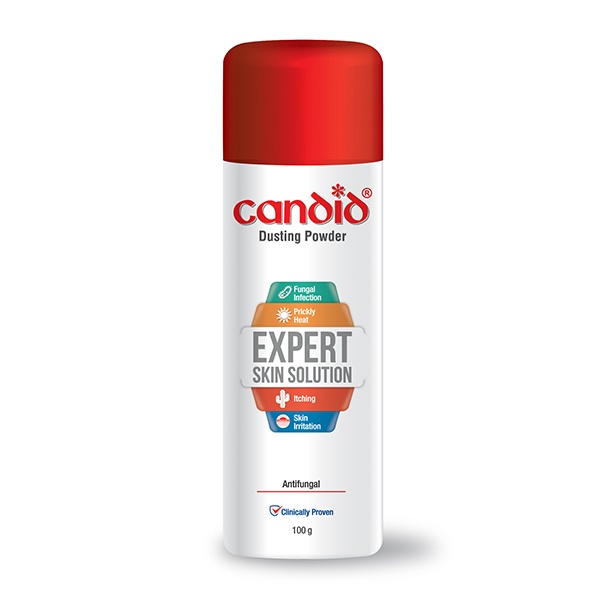 candid®
Dusting Powder
Fungal
Infection
Prickly
Heat
EXPERT
SKIN SOLUTION
Itching
Skin
Irritation
Antifungal
Clinically Proven
100 g